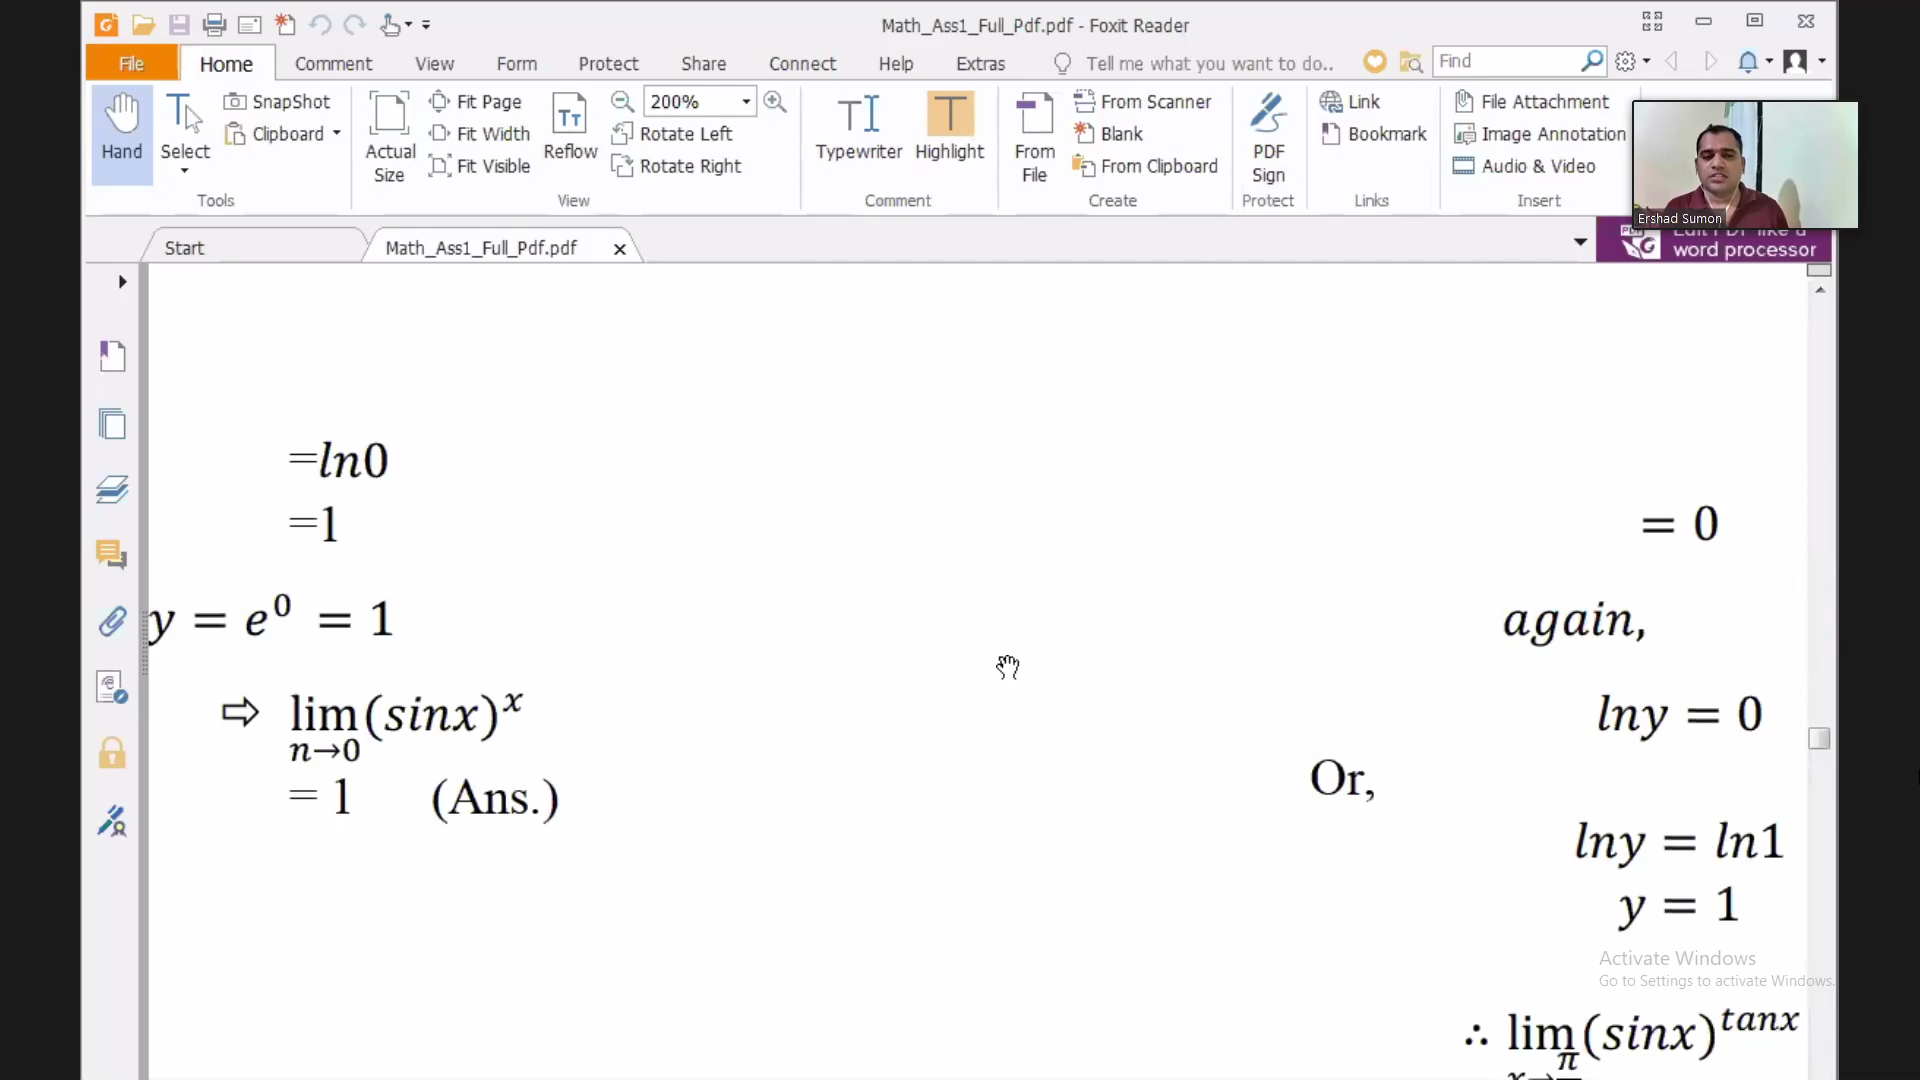 Math_Ass1_Full_Pdf.pdf - Foxit Reader
File Home Comment View Form Protect Share Connect Help Extras Tell me what you want to do.. Find
Hand
Select
SnapShot
Clipboard
Tools
Actual Size
Fit Page
Fit Width
Fit Visible
Reflow
200%
Rotate Left
Rotate Right
View
Typewriter
Highlight
Comment
From File
From Scanner
Blank
From Clipboard
Create
PDF Sign
Protect
Link
Bookmark
Links
File Attachment
Image Annotation
Audio & Video
Insert
Ershad Sumon
Start
Math_Ass1_Full_Pdf.pdf
Edit PDF like a
word processor
=ln0
=1
y = e^0 = 1
⇨ lim (sinx)^x
n→0
= 1 (Ans.)
= 0
again,
lny = 0
Or,
lny = ln1
y = 1
Activate Windows
Go to Settings to activate Windows.
∴ lim (sinx)^tanx
x→π